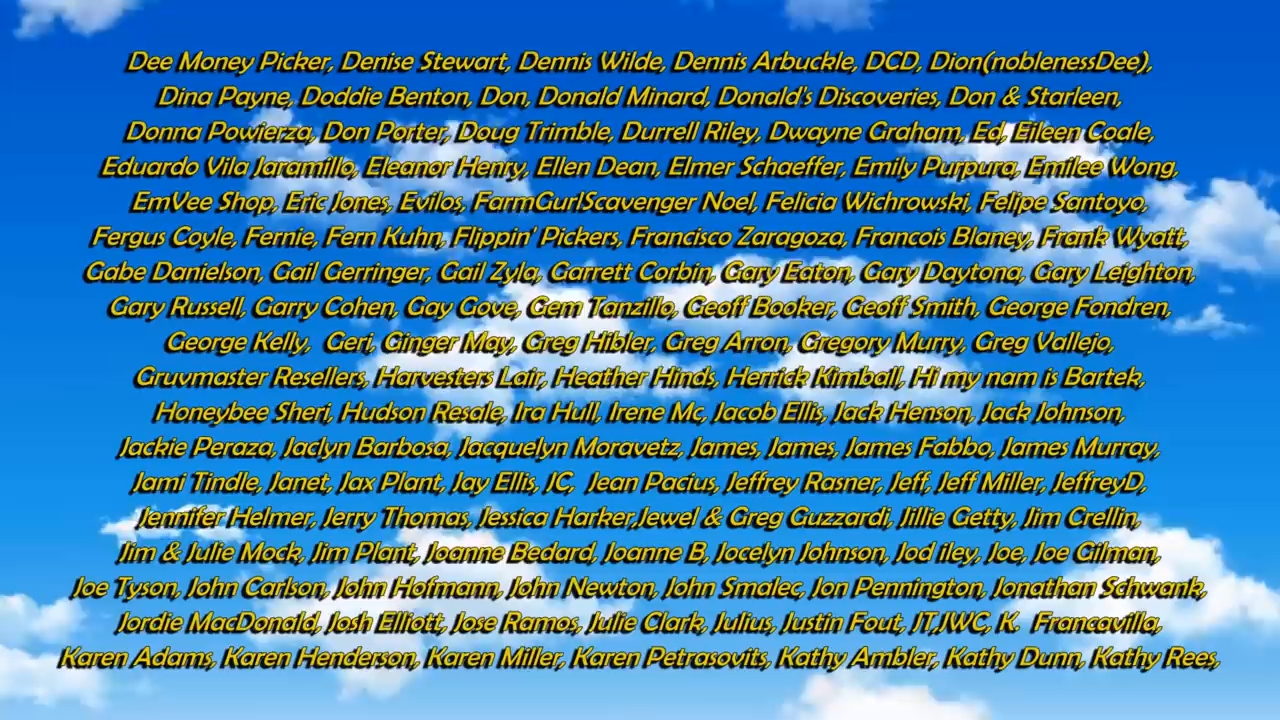 Dee Money Picker, Denise Stewart, Dennis Wilde, Dennis Arbuckle, DCD, Dion(noblenessDee),
Dina Payne, Doddie Benton, Don, Donald Minard, Donald's Discoveries, Don & Starleen,
Donna Powierza, Don Porter, Doug Trimble, Durrell Riley, Dwayne Graham, Ed, Eileen Coale,
Eduardo Vila Jaramillo, Eleanor Henry, Ellen Dean, Elmer Schaeffer, Emily Purpura, Emilee Wong,
EmVee Shop, Eric Jones, Evilos, FarmGurlScavenger Noel, Felicia Wichrowski, Felipe Santoyo,
Fergus Coyle, Fernie, Fern Kuhn, Flippin' Pickers, Francisco Zaragoza, Francois Blaney, Frank Wyatt,
Gabe Danielson, Gail Gerringer, Gail Zyla, Garrett Corbin, Gary Eaton, Gary Daytona, Gary Leighton,
Gary Russell, Garry Cohen, Gay Gove, Gem Tanzillo, Geoff Booker, Geoff Smith, George Fondren,
George Kelly,  Geri, Ginger May, Greg Hibler, Greg Arron, Gregory Murry, Greg Vallejo,
Gruvmaster Resellers, Harvesters Lair, Heather Hinds, Herrick Kimball, Hi my nam is Bartek,
Honeybee Sheri, Hudson Resale, Ira Hull, Irene Mc, Jacob Ellis, Jack Henson, Jack Johnson,
Jackie Peraza, Jaclyn Barbosa, Jacquelyn Moravetz, James, James, James Fabbo, James Murray,
Jami Tindle, Janet, Jax Plant, Jay Ellis, JC,  Jean Pacius, Jeffrey Rasner, Jeff, Jeff Miller, JeffreyD,
Jennifer Helmer, Jerry Thomas, Jessica Harker,Jewel & Greg Guzzardi, Jillie Getty, Jim Crellin,
Jim & Julie Mock, Jim Plant, Joanne Bedard, Joanne B, Jocelyn Johnson, Jod iley, Joe, Joe Gilman,
Joe Tyson, John Carlson, John Hofmann, John Newton, John Smalec, Jon Pennington, Jonathan Schwank,
Jordie MacDonald, Josh Elliott, Jose Ramos, Julie Clark, Julius, Justin Fout, JT,JWC, K.  Francavilla,
Karen Adams, Karen Henderson, Karen Miller, Karen Petrasovits, Kathy Ambler, Kathy Dunn, Kathy Rees,